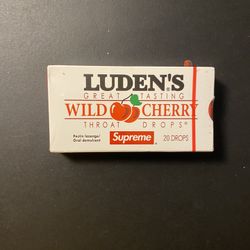 LUDEN'S
GREAT TASTING
WILD CHERRY
THROAT DROPS®
Pectin lozenge/
Oral demulcent
Supreme
20 DROPS